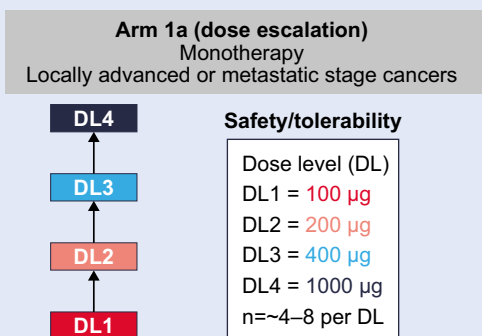 Arm 1a (dose escalation)
Monotherapy
Locally advanced or metastatic stage cancers
DL4
DL3
DL2
DL1
Safety/tolerability
Dose level (DL)
DL1 = 100 µg
DL2 = 200 µg
DL3 = 400 µg
DL4 = 1000 µg
n=~4–8 per DL